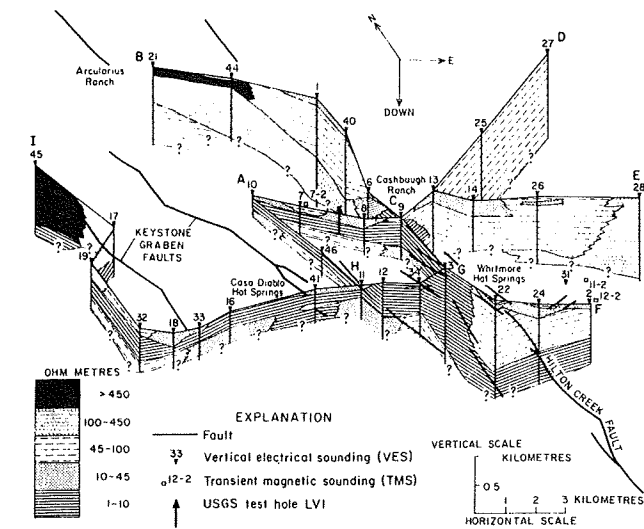 N
E
DOWN
D
27
B
21
44
Arcularius
Ranch
1
40
25
I
45
A
10
7
7-2
6
8
Cashbaugh
Ranch
C
9
13
14
26
E
28
17
19
KEYSTONE
GRABEN
FAULTS
46
H
11
12
34
G
Whitmore
Hot Springs
31
11-2
12-2
F
2
Casa Diablo
Hot Springs
41
16
32
18
33
22
24
HILTON CREEK FAULT
OHM METRES
>450
100-450
45-100
10-45
1-10
EXPLANATION
Fault
33 Vertical electrical sounding (VES)
12-2 Transient magnetic sounding (TMS)
USGS test hole LVI
VERTICAL SCALE
KILOMETRES
0.5
1 2 3 KILOMETRES
HORIZONTAL SCALE